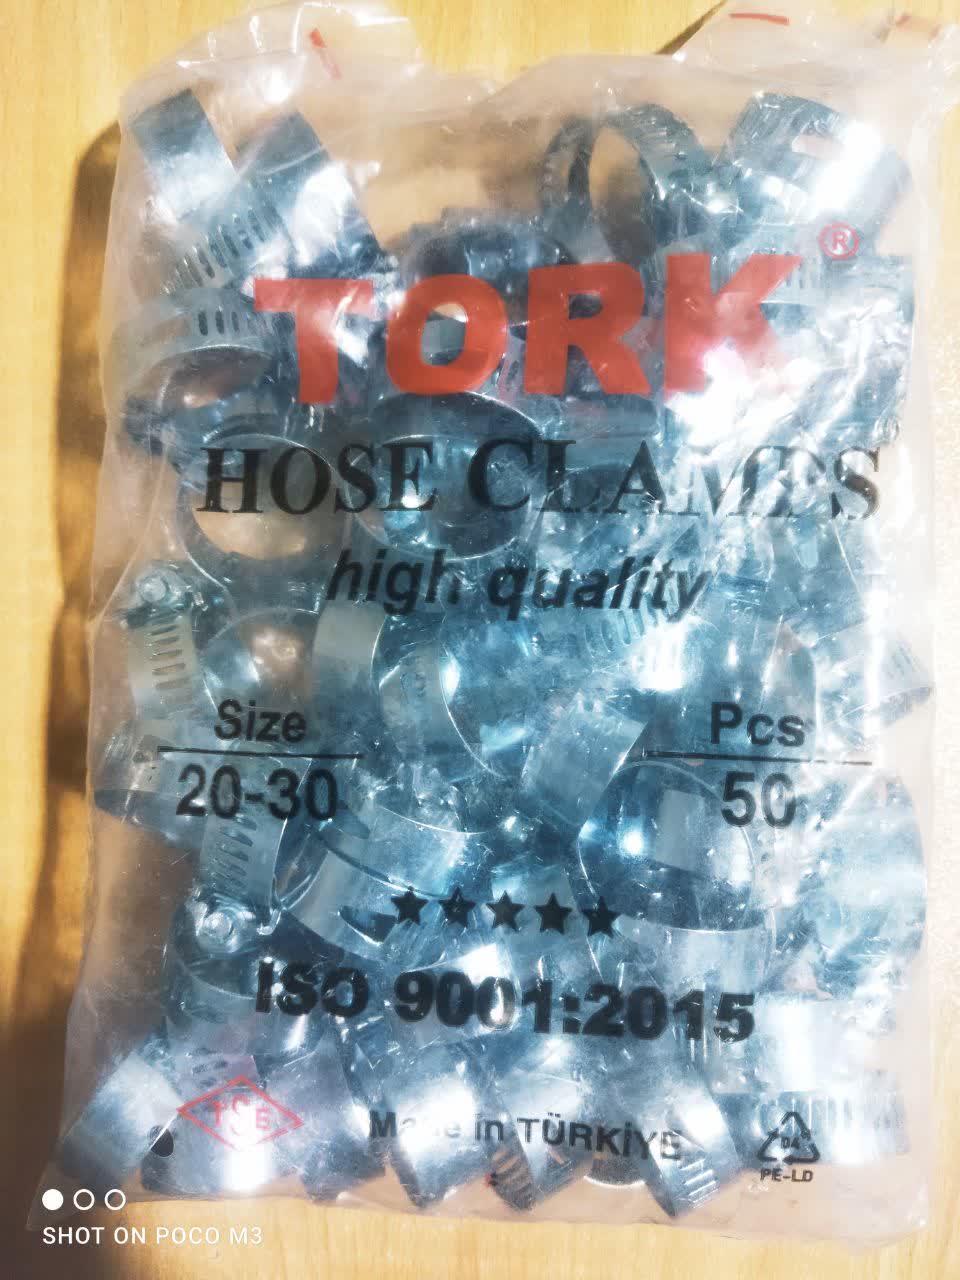 TORK®
HOSE CLAMPS
high quality
Size
20-30
Pcs
50
ISO 9001:2015
TSE
Made in TÜRKİYE
04
PE-LD
SHOT ON POCO M3